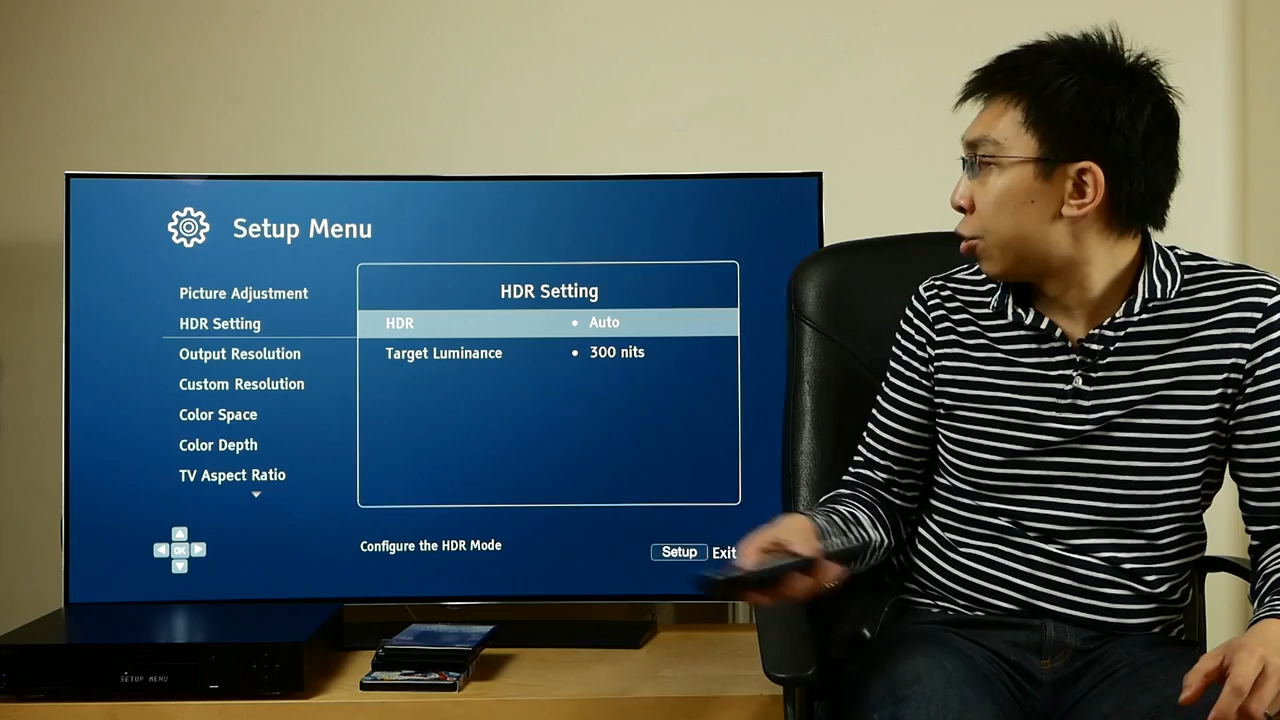 Setup Menu
Picture Adjustment
HDR Setting
Output Resolution
Custom Resolution
Color Space
Color Depth
TV Aspect Ratio
HDR Setting
HDR • Auto
Target Luminance • 300 nits
OK
Configure the HDR Mode
Setup Exit
SETUP MENU